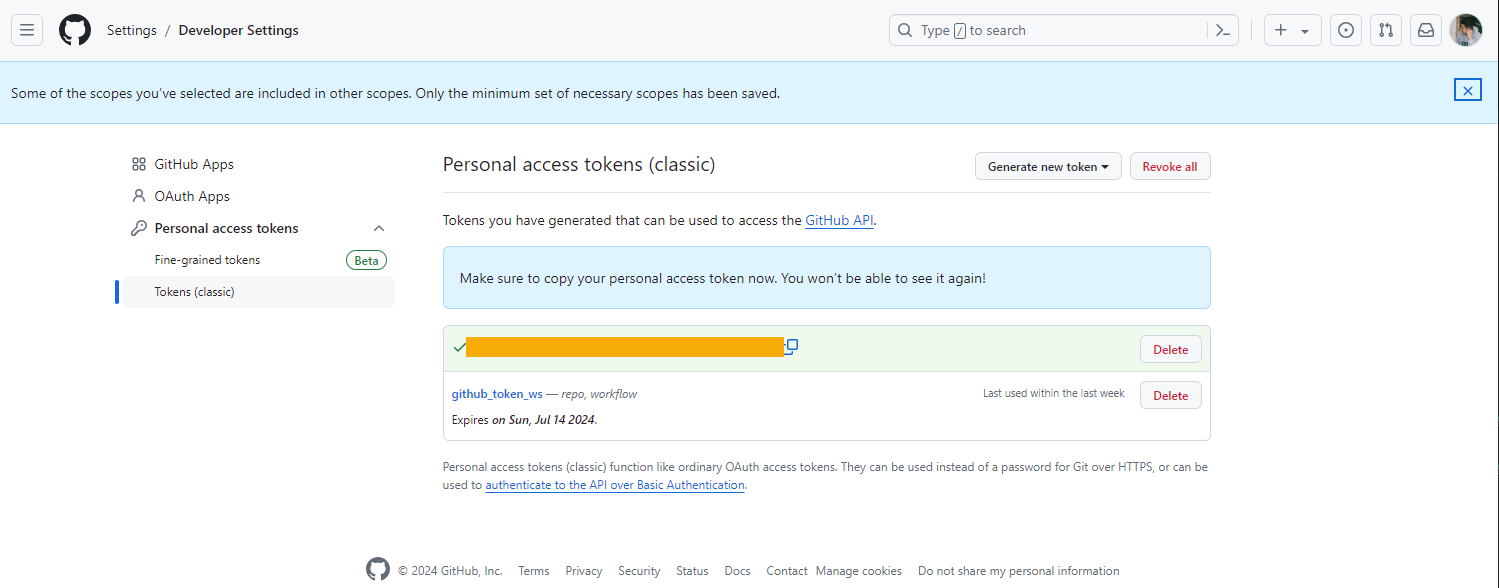 Settings / Developer Settings
Type / to search
Some of the scopes you've selected are included in other scopes. Only the minimum set of necessary scopes has been saved.
GitHub Apps
OAuth Apps
Personal access tokens
Fine-grained tokens Beta
Tokens (classic)
Personal access tokens (classic)
Generate new token
Revoke all
Tokens you have generated that can be used to access the GitHub API.
Make sure to copy your personal access token now. You won't be able to see it again!
Delete
github_token_ws — repo, workflow
Last used within the last week
Delete
Expires on Sun, Jul 14 2024.
Personal access tokens (classic) function like ordinary OAuth access tokens. They can be used instead of a password for Git over HTTPS, or can be
used to authenticate to the API over Basic Authentication.
© 2024 GitHub, Inc. Terms Privacy Security Status Docs Contact Manage cookies Do not share my personal information